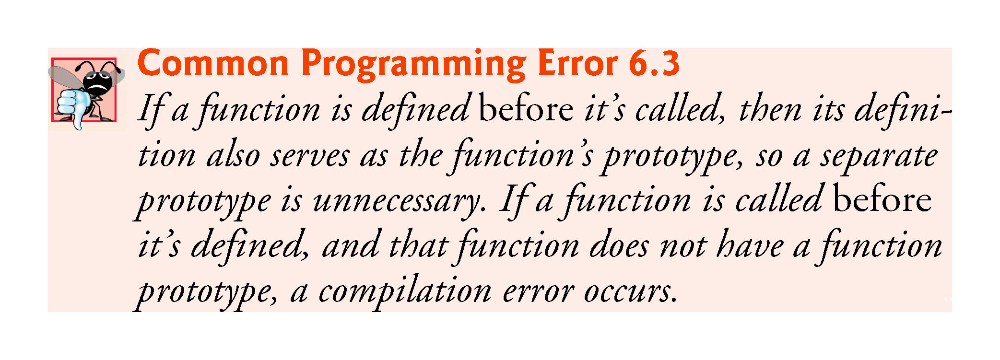 Common Programming Error 6.3
If a function is defined before it’s called, then its defini-
tion also serves as the function’s prototype, so a separate
prototype is unnecessary. If a function is called before
it’s defined, and that function does not have a function
prototype, a compilation error occurs.
63